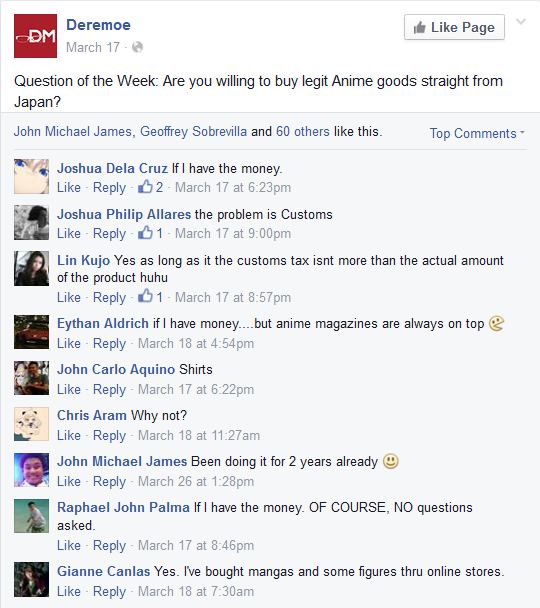 DM
Deremoe
March 17 ·
Like Page
Question of the Week: Are you willing to buy legit Anime goods straight from
Japan?
John Michael James, Geoffrey Sobrevilla and 60 others like this.
Top Comments
Joshua Dela Cruz If I have the money.
Like · Reply · 2 · March 17 at 6:23pm
Joshua Philip Allares the problem is Customs
Like · Reply · 1 · March 17 at 9:00pm
Lin Kujo Yes as long as it the customs tax isnt more than the actual amount
of the product huhu
Like · Reply · 1 · March 17 at 8:57pm
Eythan Aldrich if I have money....but anime magazines are always on top
Like · Reply · March 18 at 4:54pm
John Carlo Aquino Shirts
Like · Reply · March 17 at 6:22pm
Chris Aram Why not?
Like · Reply · March 18 at 11:27am
John Michael James Been doing it for 2 years already
Like · Reply · March 26 at 1:28pm
Raphael John Palma If I have the money. OF COURSE, NO questions
asked.
Like · Reply · March 17 at 8:46pm
Gianne Canlas Yes. I've bought mangas and some figures thru online stores.
Like · Reply · March 18 at 7:30am